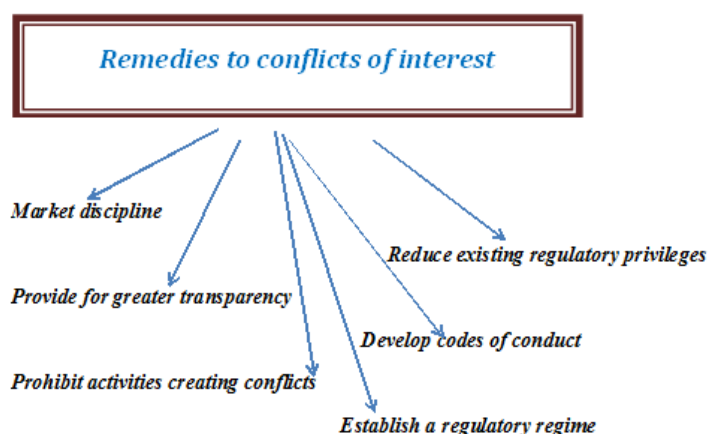 Remedies to conflicts of interest
Market discipline
Reduce existing regulatory privileges
Provide for greater transparency
Develop codes of conduct
Prohibit activities creating conflicts
Establish a regulatory regime